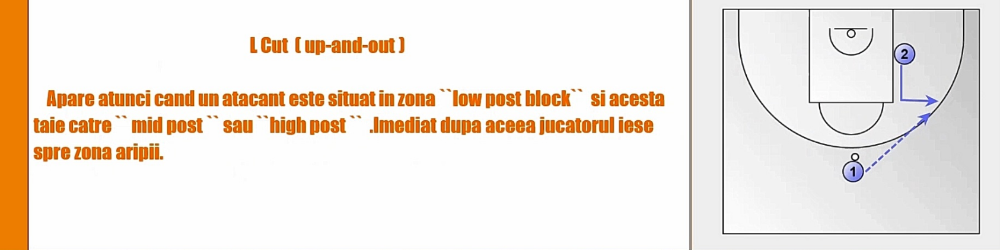 L Cut ( up-and-out )
Apare atunci cand un atacant este situat in zona ``low post block`` si acesta
taie catre `` mid post `` sau ``high post `` .Imediat dupa aceea jucatorul iese
spre zona aripii.
2
1